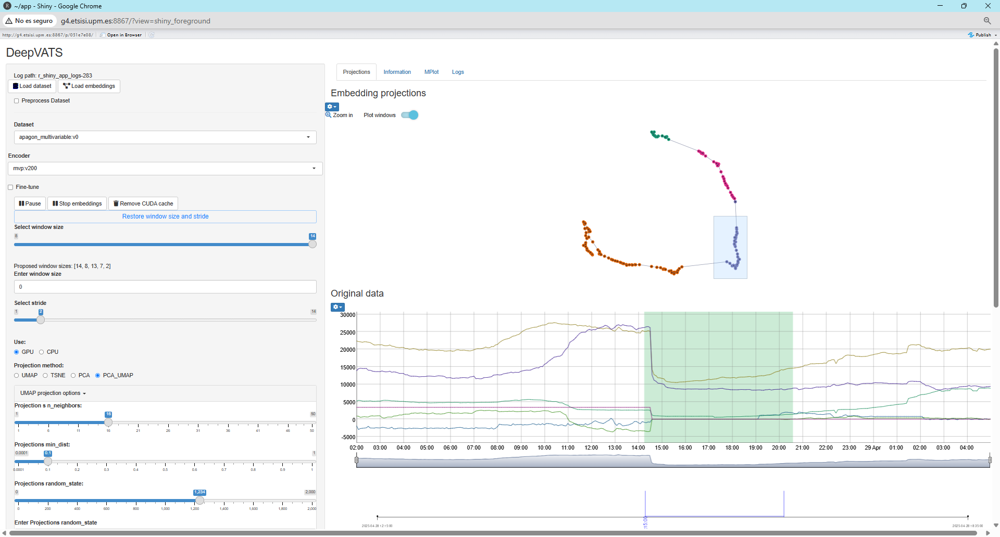 ~/app - Shiny - Google Chrome
No es seguro g4.etsisi.upm.es:8867/?view=shiny_foreground
http://g4.etsisi.upm.es:8867/p/031e7e08/ Open in Browser Publish
DeepVATS
Log path: r_shiny_app_logs-283
Load dataset Load embeddings
Preprocess Dataset
Dataset
apagon_multivariable:v0
Encoder
mvp:v200
Fine-tune
Pause Stop embeddings Remove CUDA cache
Restore window size and stride
Select window size
8 14
Proposed window sizes: [14, 8, 13, 7, 2]
Enter window size
0
Select stride
1 2 14
Use:
GPU CPU
Projection method:
UMAP TSNE PCA PCA_UMAP
UMAP projection options
Projection s n_neighbors:
1 16 50
1 6 11 16 21 26 31 36 41 46 50
Projections min_dist:
0.0001 0.1 1
0.0001 0.1 0.2 0.3 0.4 0.5 0.6 0.7 0.8 0.9 1
Projections random_state:
0 1,234 2,000
0 200 400 600 800 1,000 1,200 1,400 1,600 1,800 2,000
Enter Projections random_state
Projections Information MPlot Logs
Embedding projections
Zoom in Plot windows
Original data
30000
25000
20000
15000
10000
5000
0
-5000
02:00 03:00 04:00 05:00 06:00 07:00 08:00 09:00 10:00 11:00 12:00 13:00 14:00 15:00 16:00 17:00 18:00 19:00 20:00 21:00 22:00 23:00 29 Apr 01:00 02:00 03:00 04:00
:15:00
2025-04-28 12:15:00 2025-04-28 18:35:00